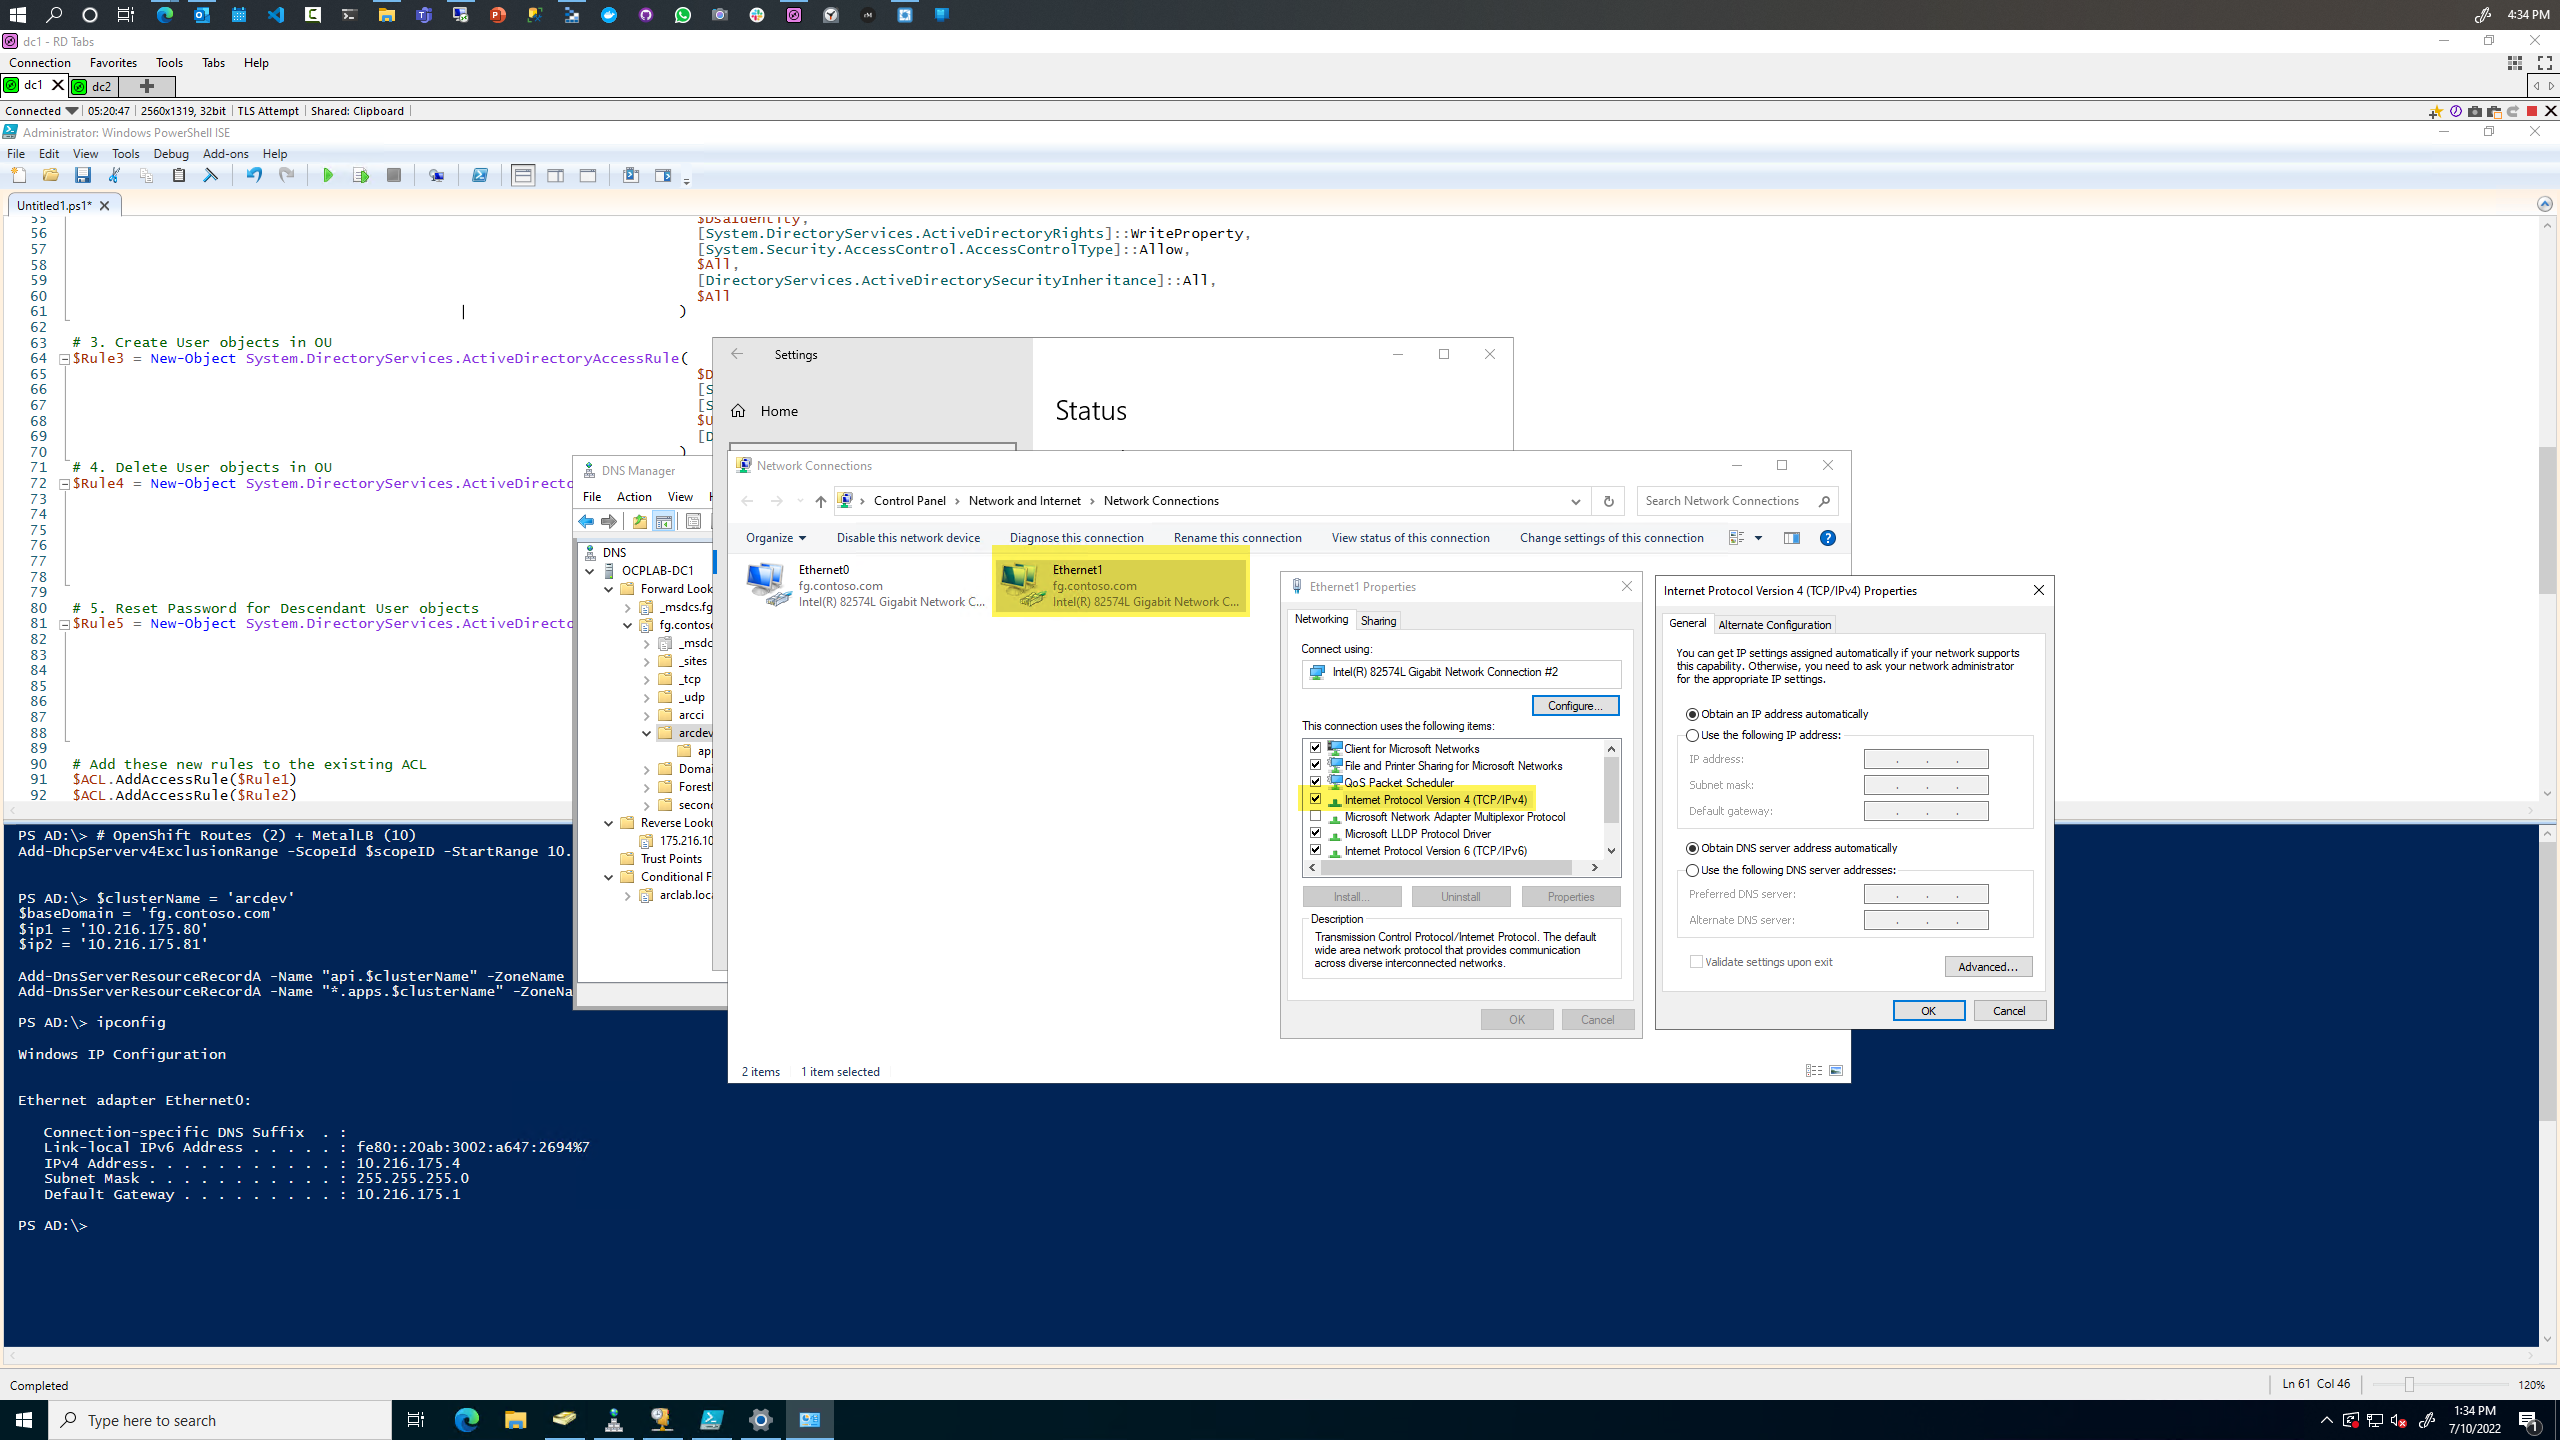 4:34 PM
dc1 - RD Tabs
Connection Favorites Tools Tabs Help
dc1 dc2
Connected 05:20:47 2560x1319, 32bit TLS Attempt Shared: Clipboard
Administrator: Windows PowerShell ISE
File Edit View Tools Debug Add-ons Help
Untitled1.ps1*
55 $DsaIdentity,
56 [System.DirectoryServices.ActiveDirectoryRights]::WriteProperty,
57 [System.Security.AccessControl.AccessControlType]::Allow,
58 $All,
59 [DirectoryServices.ActiveDirectorySecurityInheritance]::All,
60 $All
61 )
62
63 # 3. Create User objects in OU
64 $Rule3 = New-Object System.DirectoryServices.ActiveDirectoryAccessRule(
65 $D
66 [S
67 [S
68 $U
69 [D
70 )
71 # 4. Delete User objects in OU
72 $Rule4 = New-Object System.DirectoryServices.ActiveDirecto
73
74
75
76
77
78
79
80 # 5. Reset Password for Descendant User objects
81 $Rule5 = New-Object System.DirectoryServices.ActiveDirecto
82
83
84
85
86
87
88
89
90 # Add these new rules to the existing ACL
91 $ACL.AddAccessRule($Rule1)
92 $ACL.AddAccessRule($Rule2)
Settings
Home
Status
DNS Manager
File Action View
DNS
OCPLAB-DC1
Forward Look
_msdcs.fg
fg.contoso
_msdc
_sites
_tcp
_udp
arcci
arcdev
app
Domai
Forest
second
Reverse Looku
175.216.10
Trust Points
Conditional F
arclab.loca
Network Connections
Control Panel Network and Internet Network Connections
Search Network Connections
Organize Disable this network device Diagnose this connection Rename this connection View status of this connection Change settings of this connection
Ethernet0
fg.contoso.com
Intel(R) 82574L Gigabit Network C...
Ethernet1
fg.contoso.com
Intel(R) 82574L Gigabit Network C...
2 items 1 item selected
Ethernet1 Properties
Networking Sharing
Connect using:
Intel(R) 82574L Gigabit Network Connection #2
Configure...
This connection uses the following items:
Client for Microsoft Networks
File and Printer Sharing for Microsoft Networks
QoS Packet Scheduler
Internet Protocol Version 4 (TCP/IPv4)
Microsoft Network Adapter Multiplexor Protocol
Microsoft LLDP Protocol Driver
Internet Protocol Version 6 (TCP/IPv6)
Install... Uninstall Properties
Description
Transmission Control Protocol/Internet Protocol. The default
wide area network protocol that provides communication
across diverse interconnected networks.
OK Cancel
Internet Protocol Version 4 (TCP/IPv4) Properties
General Alternate Configuration
You can get IP settings assigned automatically if your network supports
this capability. Otherwise, you need to ask your network administrator
for the appropriate IP settings.
Obtain an IP address automatically
Use the following IP address:
IP address:
Subnet mask:
Default gateway:
Obtain DNS server address automatically
Use the following DNS server addresses:
Preferred DNS server:
Alternate DNS server:
Validate settings upon exit
Advanced...
OK Cancel
PS AD:\> # OpenShift Routes (2) + MetalLB (10)
Add-DhcpServerv4ExclusionRange -ScopeId $scopeID -StartRange 10.
PS AD:\> $clusterName = 'arcdev'
$baseDomain = 'fg.contoso.com'
$ip1 = '10.216.175.80'
$ip2 = '10.216.175.81'
Add-DnsServerResourceRecordA -Name "api.$clusterName" -ZoneName
Add-DnsServerResourceRecordA -Name "*.apps.$clusterName" -ZoneNa
PS AD:\> ipconfig
Windows IP Configuration
Ethernet adapter Ethernet0:
Connection-specific DNS Suffix . :
Link-local IPv6 Address . . . . . : fe80::20ab:3002:a647:2694%7
IPv4 Address. . . . . . . . . . . : 10.216.175.4
Subnet Mask . . . . . . . . . . . : 255.255.255.0
Default Gateway . . . . . . . . . : 10.216.175.1
PS AD:\>
Completed Ln 61 Col 46 120%
Type here to search
1:34 PM
7/10/2022
1